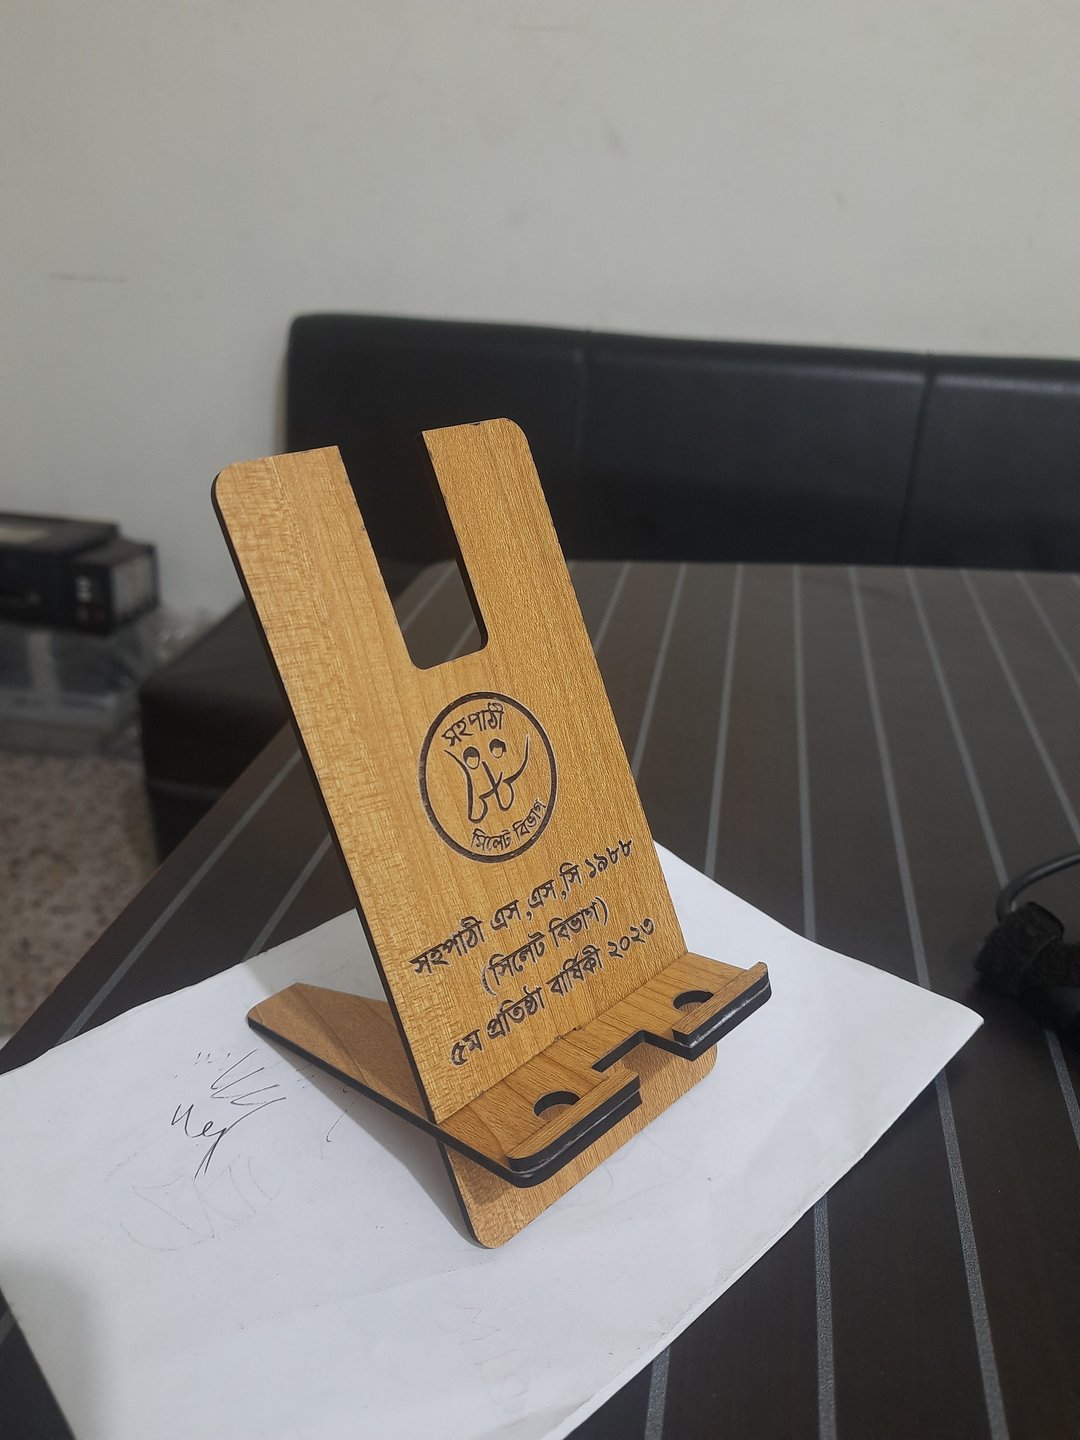 সহপাঠী
সিলেট বিভাগ
সহপাঠী এস,এস,সি ১৯৮৮
(সিলেট বিভাগ)
৫ম প্রতিষ্ঠা বার্ষিকী ২০২৩